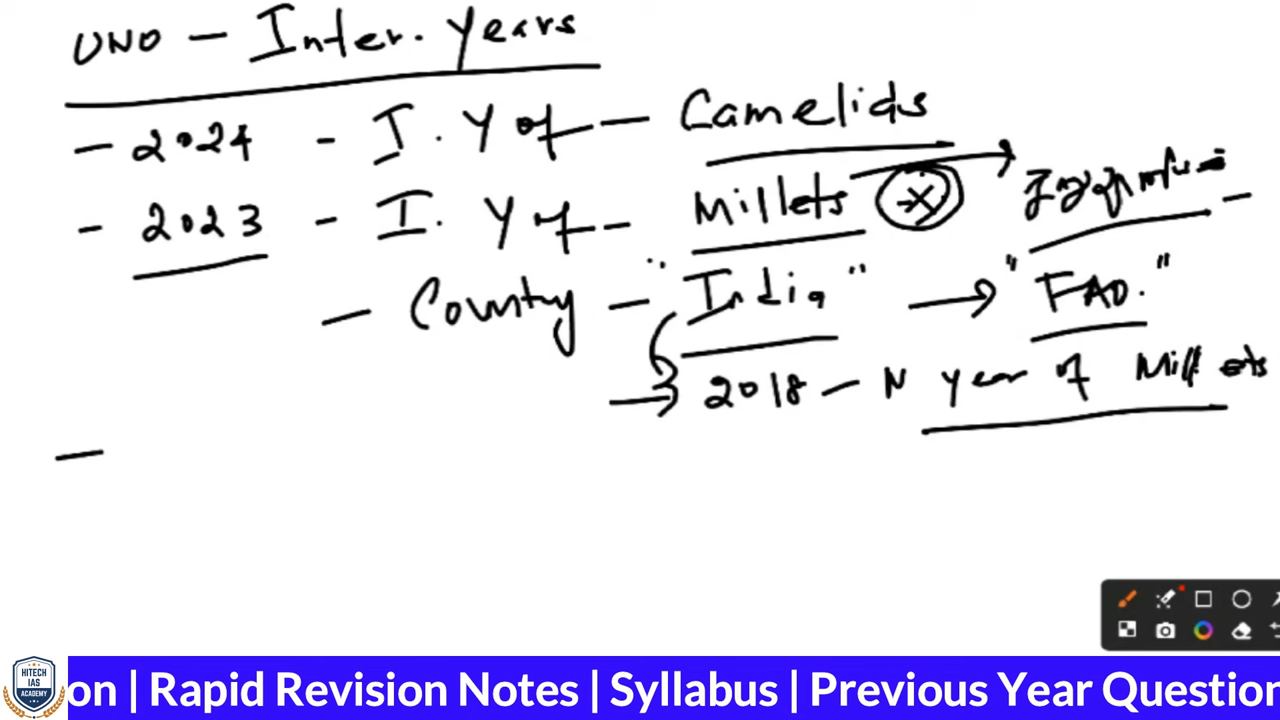 UNO - Inter. Years
- 2024 - I. Y of - Camelids
- 2023 - I. Y of - Millets
- Country - "India" → "FAO."
→ 2018 - N year of Millets
-
HITECH IAS ACADEMY
on | Rapid Revision Notes | Syllabus | Previous Year Question